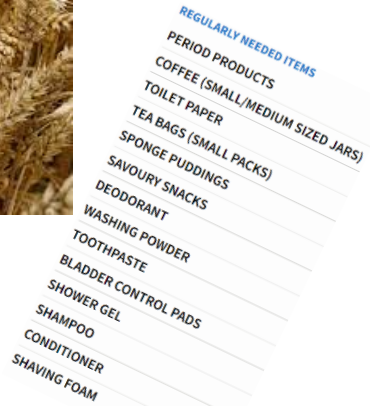 REGULARLY NEEDED ITEMS
PERIOD PRODUCTS
COFFEE (SMALL/MEDIUM SIZED JARS)
TOILET PAPER
TEA BAGS (SMALL PACKS)
SPONGE PUDDINGS
SAVOURY SNACKS
DEODORANT
WASHING POWDER
TOOTHPASTE
BLADDER CONTROL PADS
SHOWER GEL
SHAMPOO
CONDITIONER
SHAVING FOAM